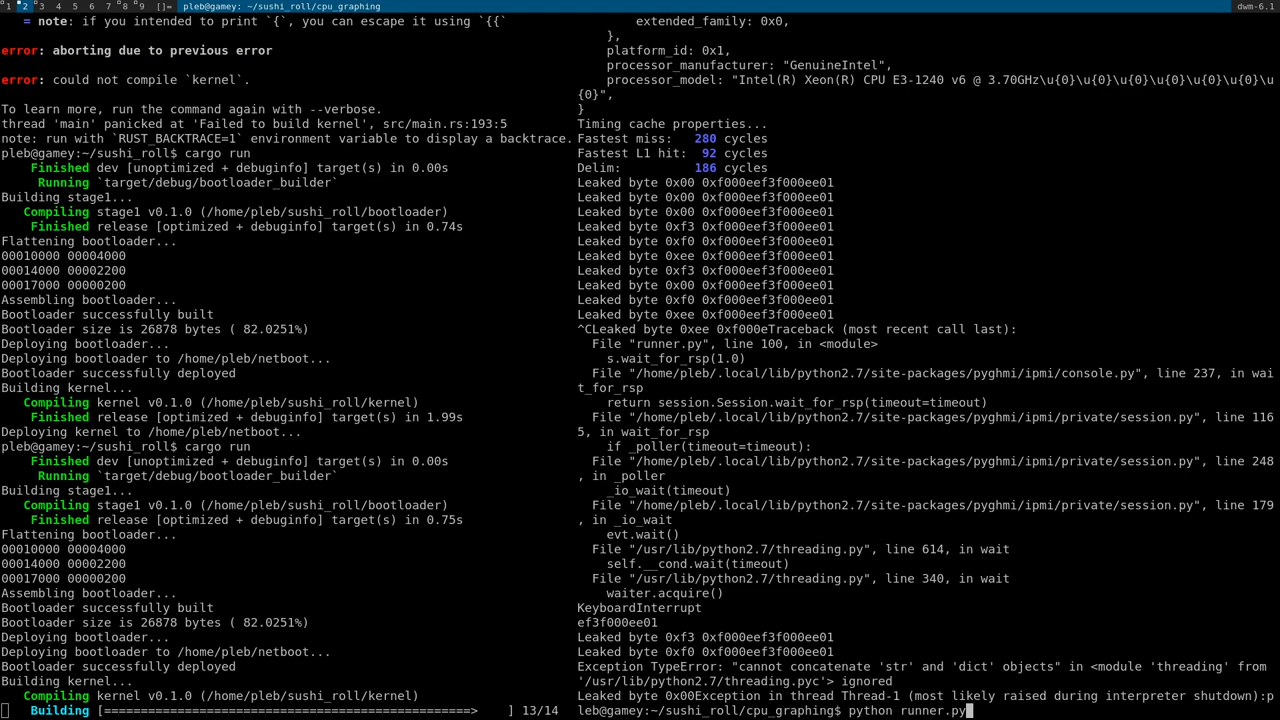 1 2 3 4 5 6 7 8 9 []= pleb@gamey: ~/sushi_roll/cpu_graphing dwm-6.1
= note: if you intended to print `{`, you can escape it using `{{`
error: aborting due to previous error
error: could not compile `kernel`.
To learn more, run the command again with --verbose.
thread 'main' panicked at 'Failed to build kernel', src/main.rs:193:5
note: run with `RUST_BACKTRACE=1` environment variable to display a backtrace.
pleb@gamey:~/sushi_roll$ cargo run
Finished dev [unoptimized + debuginfo] target(s) in 0.00s
Running `target/debug/bootloader_builder`
Building stage1...
Compiling stage1 v0.1.0 (/home/pleb/sushi_roll/bootloader)
Finished release [optimized + debuginfo] target(s) in 0.74s
Flattening bootloader...
00010000 00004000
00014000 00002200
00017000 00000200
Assembling bootloader...
Bootloader successfully built
Bootloader size is 26878 bytes ( 82.0251%)
Deploying bootloader...
Deploying bootloader to /home/pleb/netboot...
Bootloader successfully deployed
Building kernel...
Compiling kernel v0.1.0 (/home/pleb/sushi_roll/kernel)
Finished release [optimized + debuginfo] target(s) in 1.99s
Deploying kernel to /home/pleb/netboot...
pleb@gamey:~/sushi_roll$ cargo run
Finished dev [unoptimized + debuginfo] target(s) in 0.00s
Running `target/debug/bootloader_builder`
Building stage1...
Compiling stage1 v0.1.0 (/home/pleb/sushi_roll/bootloader)
Finished release [optimized + debuginfo] target(s) in 0.75s
Flattening bootloader...
00010000 00004000
00014000 00002200
00017000 00000200
Assembling bootloader...
Bootloader successfully built
Bootloader size is 26878 bytes ( 82.0251%)
Deploying bootloader...
Deploying bootloader to /home/pleb/netboot...
Bootloader successfully deployed
Building kernel...
Compiling kernel v0.1.0 (/home/pleb/sushi_roll/kernel)
Building [===============================================> ] 13/14
extended_family: 0x0,
},
platform_id: 0x1,
processor_manufacturer: "GenuineIntel",
processor_model: "Intel(R) Xeon(R) CPU E3-1240 v6 @ 3.70GHz\u{0}\u{0}\u{0}\u{0}\u{0}\u{0}\u
{0}",
}
Timing cache properties...
Fastest miss: 280 cycles
Fastest L1 hit: 92 cycles
Delim: 186 cycles
Leaked byte 0x00 0xf000eef3f000ee01
Leaked byte 0x00 0xf000eef3f000ee01
Leaked byte 0x00 0xf000eef3f000ee01
Leaked byte 0xf3 0xf000eef3f000ee01
Leaked byte 0xf0 0xf000eef3f000ee01
Leaked byte 0xee 0xf000eef3f000ee01
Leaked byte 0xf3 0xf000eef3f000ee01
Leaked byte 0x00 0xf000eef3f000ee01
Leaked byte 0xf0 0xf000eef3f000ee01
Leaked byte 0xee 0xf000eef3f000ee01
^CLeaked byte 0xee 0xf000eTraceback (most recent call last):
File "runner.py", line 100, in <module>
s.wait_for_rsp(1.0)
File "/home/pleb/.local/lib/python2.7/site-packages/pyghmi/ipmi/console.py", line 237, in wai
t_for_rsp
return session.Session.wait_for_rsp(timeout=timeout)
File "/home/pleb/.local/lib/python2.7/site-packages/pyghmi/ipmi/private/session.py", line 116
5, in wait_for_rsp
if _poller(timeout=timeout):
File "/home/pleb/.local/lib/python2.7/site-packages/pyghmi/ipmi/private/session.py", line 248
, in _poller
_io_wait(timeout)
File "/home/pleb/.local/lib/python2.7/site-packages/pyghmi/ipmi/private/session.py", line 179
, in _io_wait
evt.wait()
File "/usr/lib/python2.7/threading.py", line 614, in wait
self.__cond.wait(timeout)
File "/usr/lib/python2.7/threading.py", line 340, in wait
waiter.acquire()
KeyboardInterrupt
ef3f000ee01
Leaked byte 0xf3 0xf000eef3f000ee01
Leaked byte 0xf0 0xf000eef3f000ee01
Exception TypeError: "cannot concatenate 'str' and 'dict' objects" in <module 'threading' from
'/usr/lib/python2.7/threading.pyc'> ignored
Leaked byte 0x00Exception in thread Thread-1 (most likely raised during interpreter shutdown):p
leb@gamey:~/sushi_roll/cpu_graphing$ python runner.py